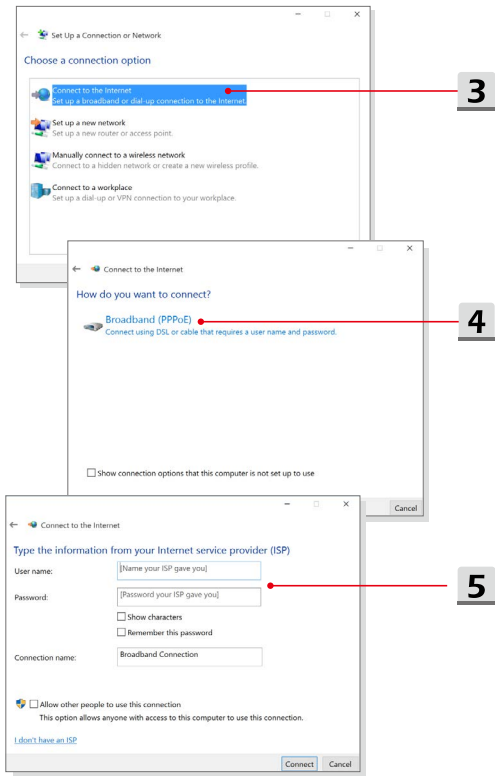 Set Up a Connection or Network
Choose a connection option
Connect to the Internet
Set up a broadband or dial-up connection to the Internet.
3
Set up a new network
Set up a new router or access point.
Manually connect to a wireless network
Connect to a hidden network or create a new wireless profile.
Connect to a workplace
Set up a dial-up or VPN connection to your workplace.
Connect to the Internet
How do you want to connect?
Broadband (PPPoE)
4
Connect using DSL or cable that requires a user name and password.
Show connection options that this computer is not set up to use
Cancel
Connect to the Internet
Type the information from your Internet service provider (ISP)
User name: [Name your ISP gave you]
5
Password: [Password your ISP gave you]
Show characters
Remember this password
Connection name: Broadband Connection
Allow other people to use this connection
This option allows anyone with access to this computer to use this connection.
I don't have an ISP
Connect Cancel